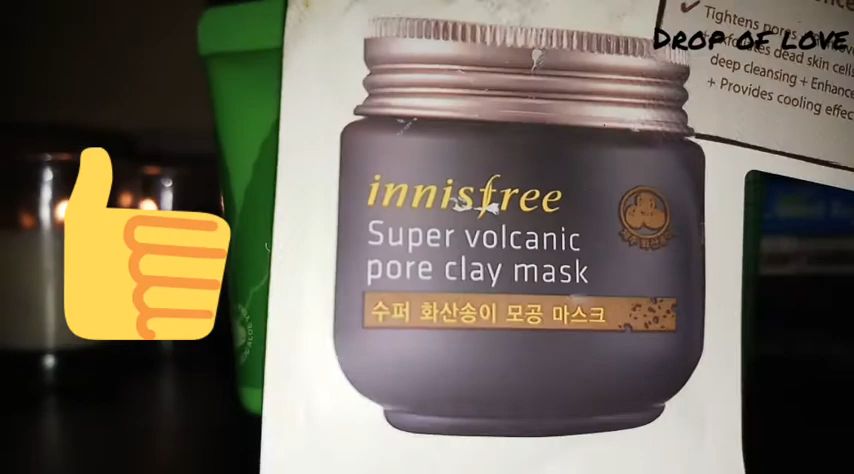 DROP OF LOVE
Tightens pores
dead skin cells
deep cleansing + Enhance
+ Provides cooling effec
innisfree
Super volcanic
pore clay mask
수퍼 화산송이 모공 마스크